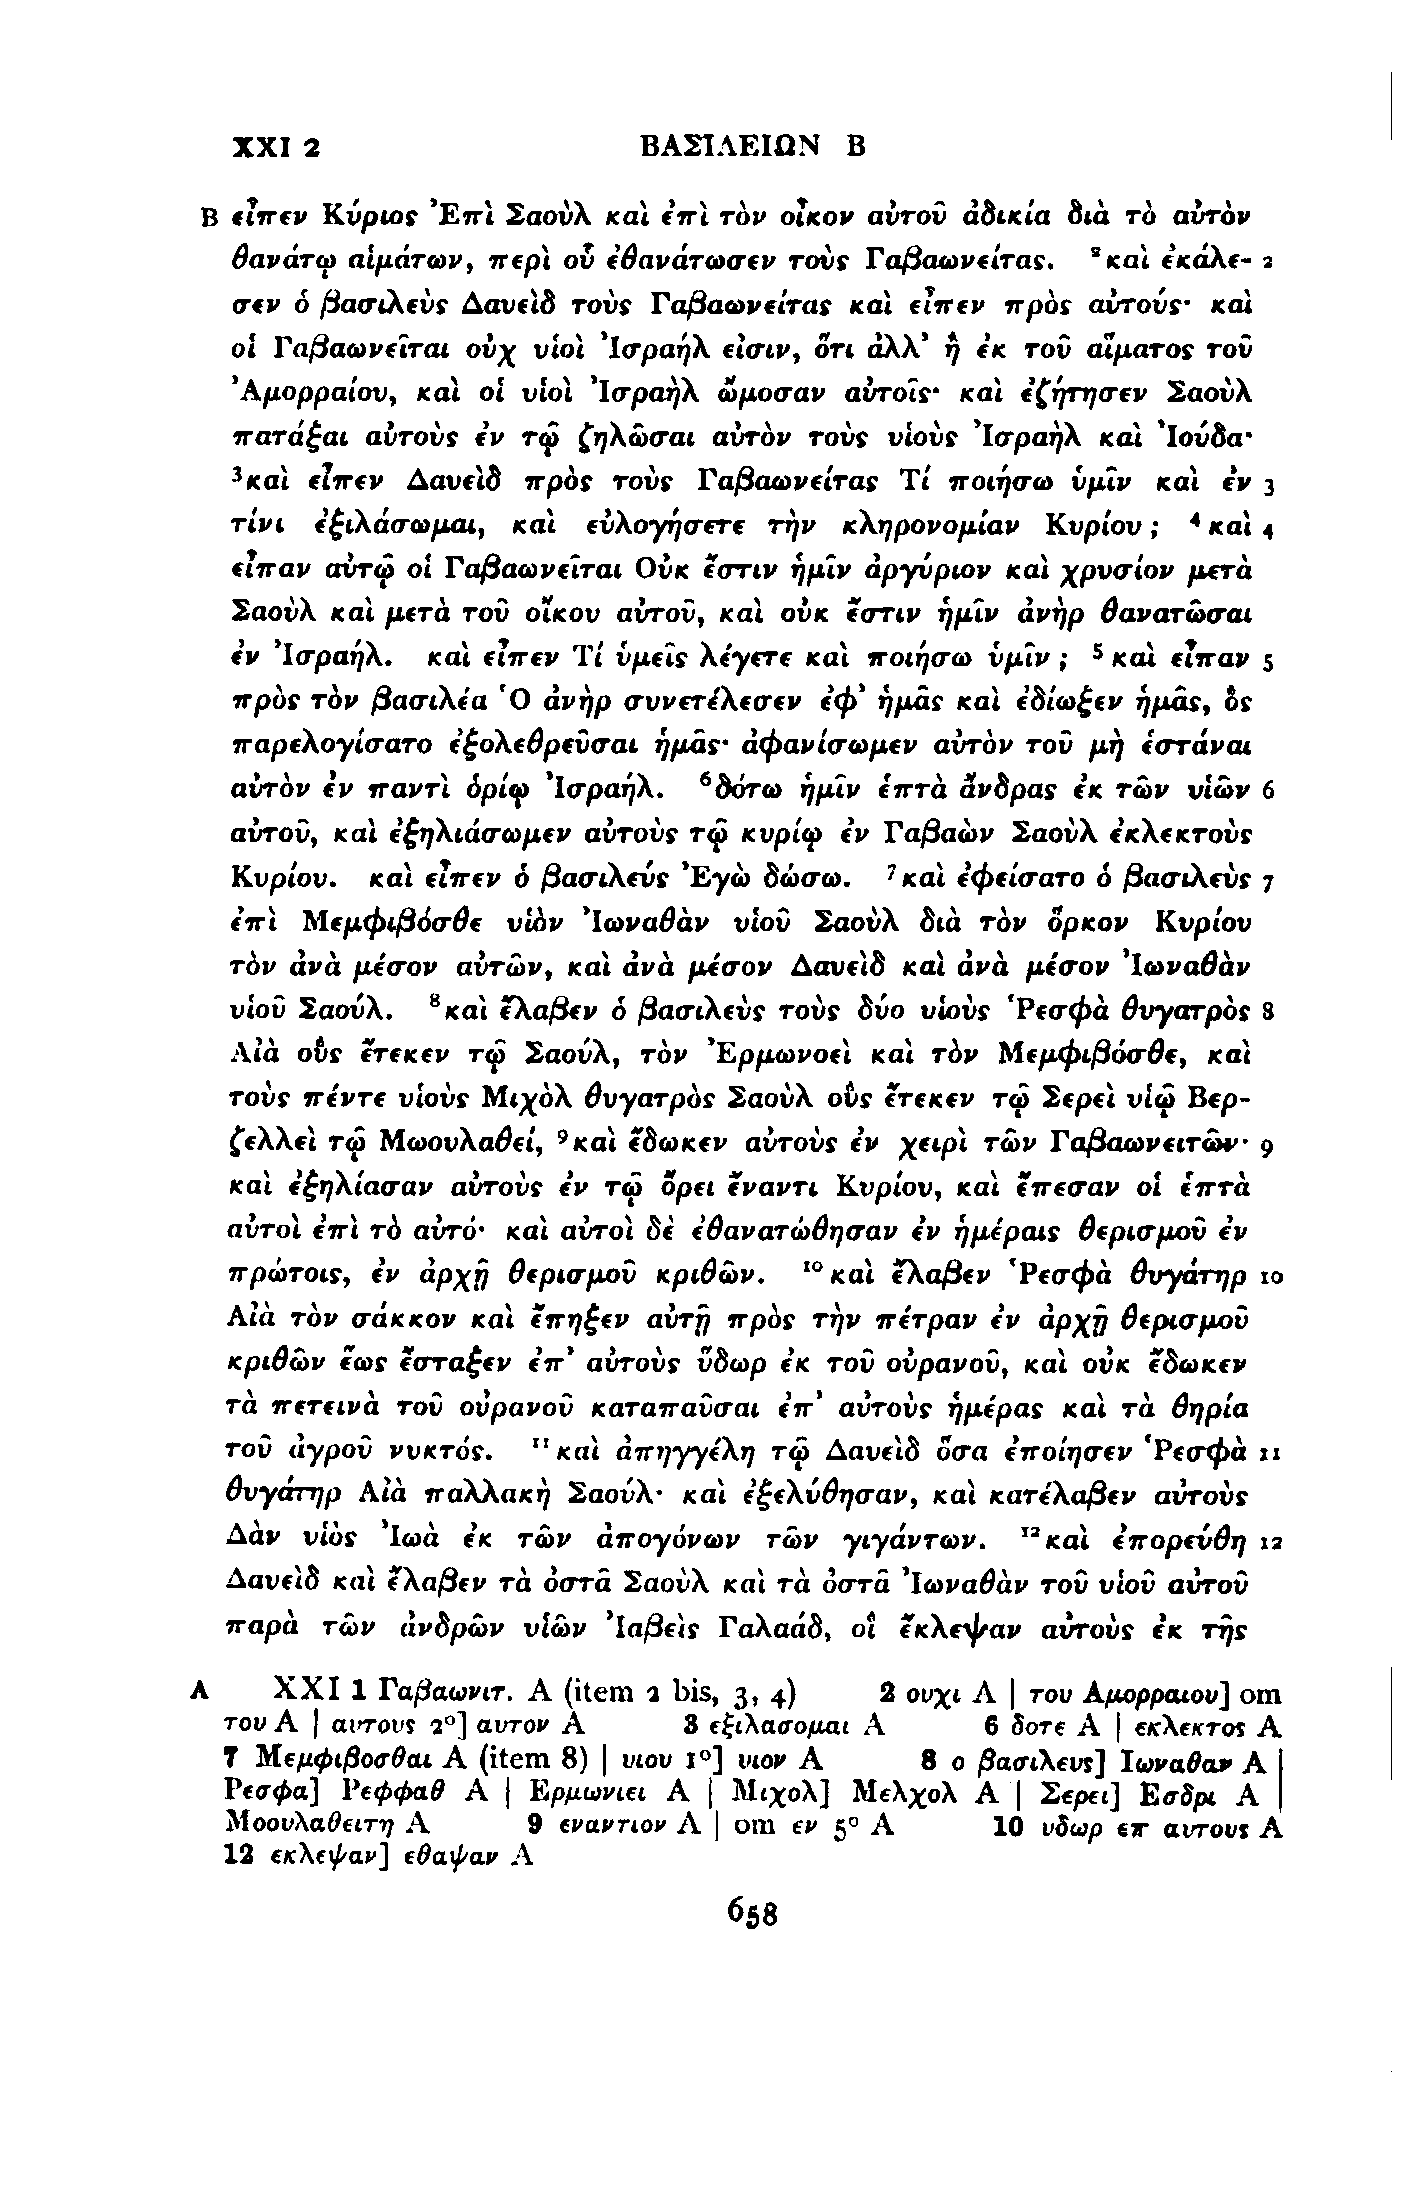 XXI 2 ΒΑΣΙΛΕΙΩΝ Β
B εἶπεν Κύριος Ἐπὶ Σαοὺλ καὶ ἐπὶ τὸν οἶκον αὐτοῦ ἀδικία διὰ τὸ αὐτὸν
θανάτῳ αἱμάτων, περὶ οὗ ἐθανάτωσεν τοὺς Γαβαωνείτας. ²καὶ ἐκάλε- 2
σεν ὁ βασιλεὺς Δαυεὶδ τοὺς Γαβαωνείτας καὶ εἶπεν πρὸς αὐτούς· καὶ
οἱ Γαβαωνεῖται οὐχ υἱοὶ Ἰσραήλ εἰσιν, ὅτι ἀλλʼ ἢ ἐκ τοῦ αἵματος τοῦ
Ἀμορραίου, καὶ οἱ υἱοὶ Ἰσραὴλ ὤμοσαν αὐτοῖς· καὶ ἐζήτησεν Σαοὺλ
πατάξαι αὐτοὺς ἐν τῷ ζηλῶσαι αὐτὸν τοὺς υἱοὺς Ἰσραὴλ καὶ Ἰούδα·
³καὶ εἶπεν Δαυεὶδ πρὸς τοὺς Γαβαωνείτας Τί ποιήσω ὑμῖν καὶ ἐν 3
τίνι ἐξιλάσωμαι, καὶ εὐλογήσετε τὴν κληρονομίαν Κυρίου; ⁴καὶ 4
εἶπαν αὐτῷ οἱ Γαβαωνεῖται Οὐκ ἔστιν ἡμῖν ἀργύριον καὶ χρυσίον μετὰ
Σαοὺλ καὶ μετὰ τοῦ οἴκου αὐτοῦ, καὶ οὐκ ἔστιν ἡμῖν ἀνὴρ θανατῶσαι
ἐν Ἰσραήλ. καὶ εἶπεν Τί ὑμεῖς λέγετε καὶ ποιήσω ὑμῖν; ⁵καὶ εἶπαν 5
πρὸς τὸν βασιλέα Ὁ ἀνὴρ συνετέλεσεν ἐφʼ ἡμᾶς καὶ ἐδίωξεν ἡμᾶς, ὃς
παρελογίσατο ἐξολεθρεῦσαι ἡμᾶς· ἀφανίσωμεν αὐτὸν τοῦ μὴ ἑστάναι
αὐτὸν ἐν παντὶ ὁρίῳ Ἰσραήλ. ⁶δότω ἡμῖν ἑπτὰ ἄνδρας ἐκ τῶν υἱῶν 6
αὐτοῦ, καὶ ἐξηλιάσωμεν αὐτοὺς τῷ κυρίῳ ἐν Γαβαὼν Σαοὺλ ἐκλεκτοὺς
Κυρίου. καὶ εἶπεν ὁ βασιλεύς Ἐγὼ δώσω. ⁷καὶ ἐφείσατο ὁ βασιλεὺς 7
ἐπὶ Μεμφιβόσθε υἱὸν Ἰωναθὰν υἱοῦ Σαοὺλ διὰ τὸν ὅρκον Κυρίου
τὸν ἀνὰ μέσον αὐτῶν, καὶ ἀνὰ μέσον Δαυεὶδ καὶ ἀνὰ μέσον Ἰωναθὰν
υἱοῦ Σαούλ. ⁸καὶ ἔλαβεν ὁ βασιλεὺς τοὺς δύο υἱοὺς Ῥεσφὰ θυγατρὸς 8
Αἰὰ οὓς ἔτεκεν τῷ Σαούλ, τὸν Ἐρμωνοεὶ καὶ τὸν Μεμφιβόσθε, καὶ
τοὺς πέντε υἱοὺς Μιχὸλ θυγατρὸς Σαοὺλ οὓς ἔτεκεν τῷ Σερεὶ υἱῷ Βερ-
ζελλεὶ τῷ Μωουλαθεί, ⁹καὶ ἔδωκεν αὐτοὺς ἐν χειρὶ τῶν Γαβαωνειτῶν· 9
καὶ ἐξηλίασαν αὐτοὺς ἐν τῷ ὄρει ἔναντι Κυρίου, καὶ ἔπεσαν οἱ ἑπτὰ
αὐτοὶ ἐπὶ τὸ αὐτό· καὶ αὐτοὶ δὲ ἐθανατώθησαν ἐν ἡμέραις θερισμοῦ ἐν
πρώτοις, ἐν ἀρχῇ θερισμοῦ κριθῶν. ¹⁰καὶ ἔλαβεν Ῥεσφὰ θυγάτηρ 10
Αἰὰ τὸν σάκκον καὶ ἔπηξεν αὐτῇ πρὸς τὴν πέτραν ἐν ἀρχῇ θερισμοῦ
κριθῶν ἕως ἔσταξεν ἐπʼ αὐτοὺς ὕδωρ ἐκ τοῦ οὐρανοῦ, καὶ οὐκ ἔδωκεν
τὰ πετεινὰ τοῦ οὐρανοῦ καταπαῦσαι ἐπʼ αὐτοὺς ἡμέρας καὶ τὰ θηρία
τοῦ ἀγροῦ νυκτός. ¹¹καὶ ἀπηγγέλη τῷ Δαυεὶδ ὅσα ἐποίησεν Ῥεσφὰ 11
θυγάτηρ Αἰὰ παλλακὴ Σαούλ· καὶ ἐξελύθησαν, καὶ κατέλαβεν αὐτοὺς
Δὰν υἱὸς Ἰωὰ ἐκ τῶν ἀπογόνων τῶν γιγάντων. ¹²καὶ ἐπορεύθη 12
Δαυεὶδ καὶ ἔλαβεν τὰ ὀστᾶ Σαοὺλ καὶ τὰ ὀστᾶ Ἰωναθὰν τοῦ υἱοῦ αὐτοῦ
παρὰ τῶν ἀνδρῶν υἱῶν Ἰαβεὶς Γαλαάδ, οἳ ἔκλεψαν αὐτοὺς ἐκ τῆς
A XXI 1 Γαβαωνιτ. A (item 2 bis, 3, 4) 2 ουχι A | του Αμορραιου] om
του A | αυτους 2°] αυτον A 3 εξιλασομαι A 6 δοτε A | εκλεκτος A
7 Μεμφιβοσθαι A (item 8) | υιου 1°] υιον A 8 ο βασιλευς] Ιωναθαν A |
Ρεσφα] Ρεφφαθ A | Ερμωνιει A | Μιχολ] Μελχολ A | Σερει] Εσδρι A |
Μοουλαθειτη A 9 εναντιον A | om εν 5° A 10 υδωρ επ αυτους A
12 εκλεψαν] εθαψαν A
658